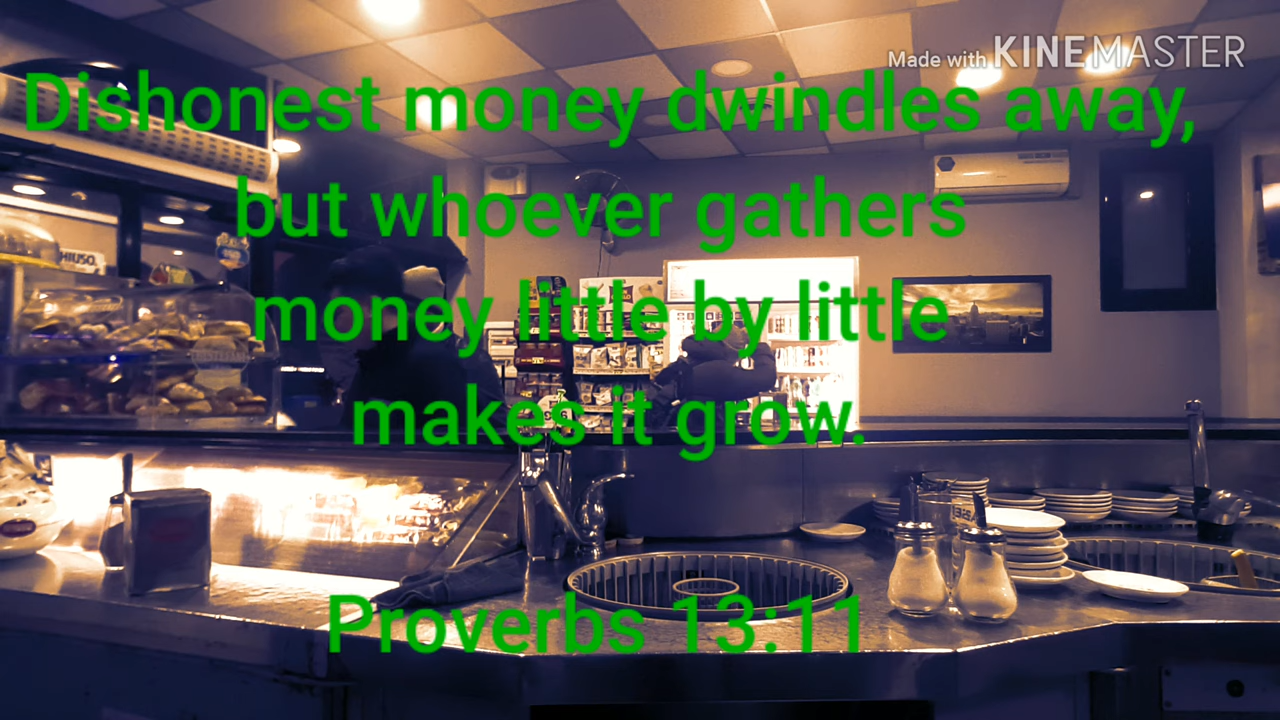 Made with KINEMASTER
Dishonest money dwindles away,
but whoever gathers
money little by little
makes it grow.
Proverbs 13:11